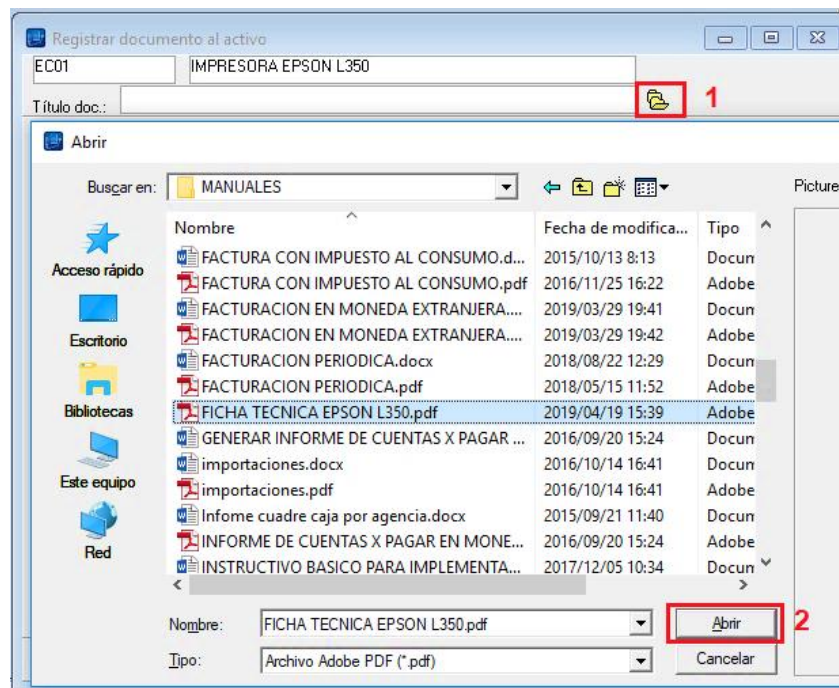 Registrar documento al activo
EC01 IMPRESORA EPSON L350
Título doc.: 1
Abrir
Buscar en: MANUALES Picture
Nombre Fecha de modifica... Tipo
FACTURA CON IMPUESTO AL CONSUMO.d... 2015/10/13 8:13 Docum
Acceso rápido
FACTURA CON IMPUESTO AL CONSUMO.pdf 2016/11/25 16:22 Adobe
FACTURACION EN MONEDA EXTRANJERA.... 2019/03/29 19:41 Docum
Escritorio
FACTURACION EN MONEDA EXTRANJERA.... 2019/03/29 19:42 Adobe
FACTURACION PERIODICA.docx 2018/08/22 12:29 Docum
FACTURACION PERIODICA.pdf 2018/05/15 11:52 Adobe
Bibliotecas
FICHA TECNICA EPSON L350.pdf 2019/04/19 15:39 Adobe
GENERAR INFORME DE CUENTAS X PAGAR ... 2016/09/20 15:24 Docum
importaciones.docx 2016/10/14 16:41 Docum
Este equipo
importaciones.pdf 2016/10/14 16:41 Adobe
Infome cuadre caja por agencia.docx 2015/09/21 11:40 Docum
Red
INFORME DE CUENTAS X PAGAR EN MONE... 2016/09/20 15:24 Adobe
INSTRUCTIVO BASICO PARA IMPLEMENTA... 2017/12/05 10:34 Docum
Nombre: FICHA TECNICA EPSON L350.pdf Abrir 2
Tipo: Archivo Adobe PDF (*.pdf) Cancelar